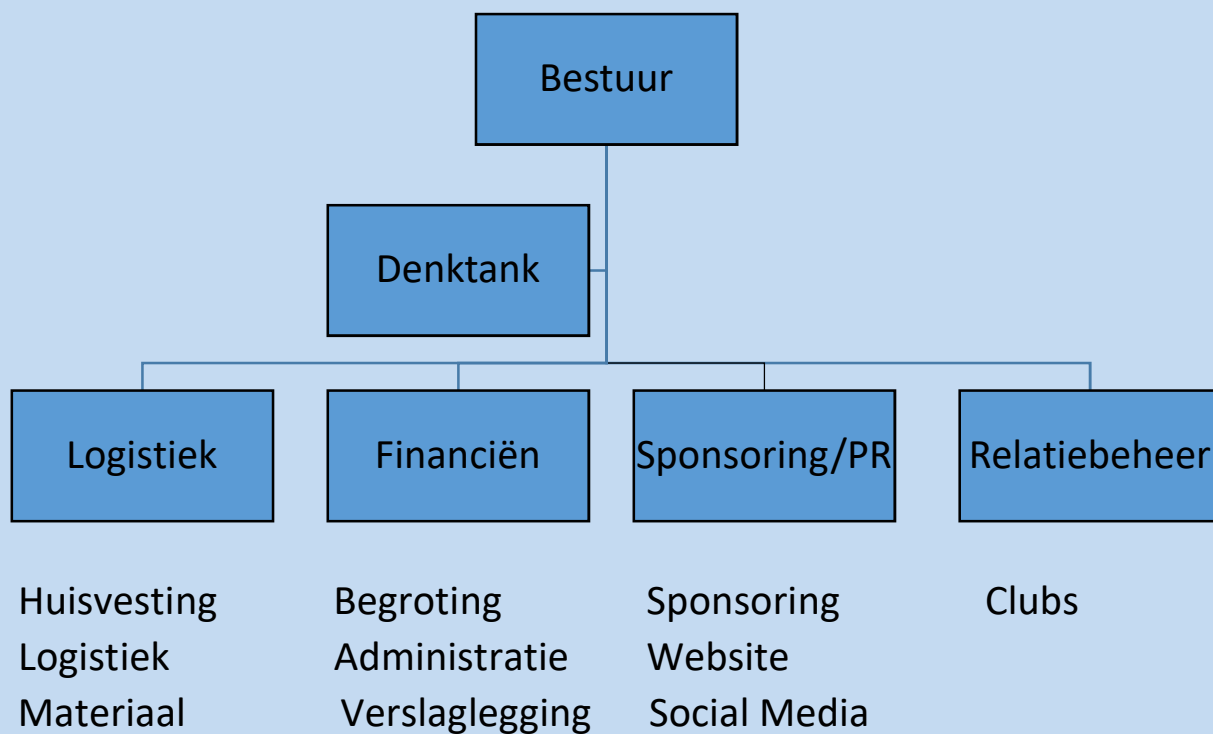 Bestuur
Denktank
Logistiek
Financiën
Sponsoring/PR
Relatiebeheer
Huisvesting Begroting Sponsoring Clubs
Logistiek Administratie Website
Materiaal Verslaglegging Social Media